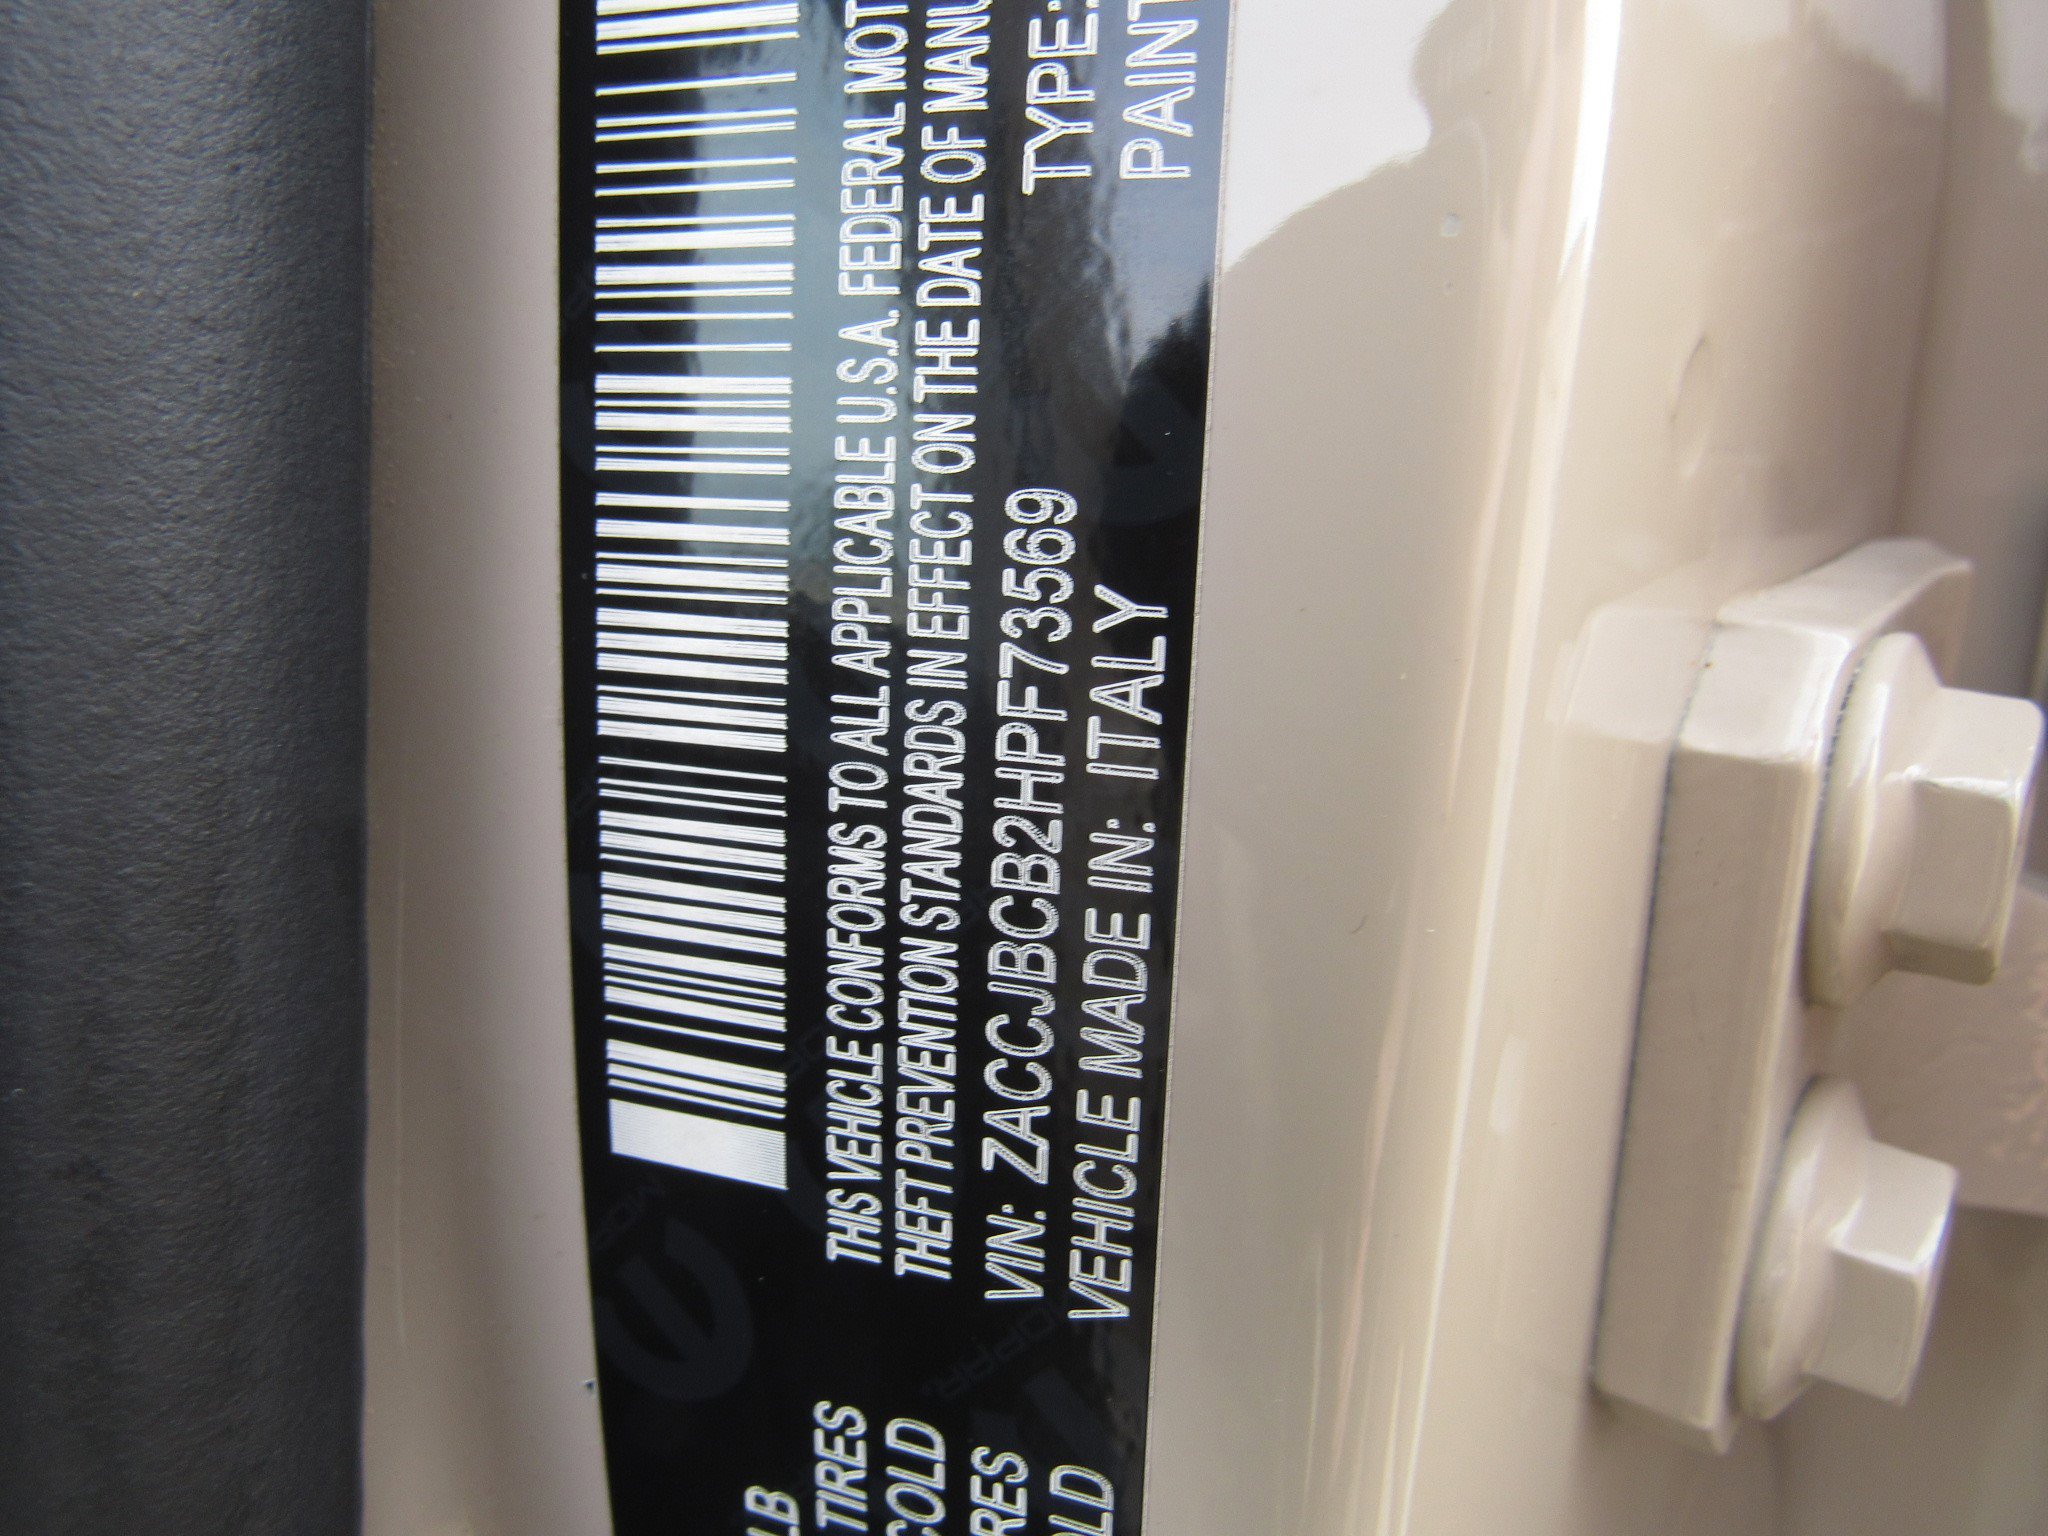 LB
TIRES
COLD
RES
OLD
THIS VEHICLE CONFORMS TO ALL APPLICABLE U.S.A. FEDERAL MOT
THEFT PREVENTION STANDARDS IN EFFECT ON THE DATE OF MANU
VIN: ZACCJBCB2HPF73569 TYPE:
VEHICLE MADE IN: ITALY PAINT
MOPAR